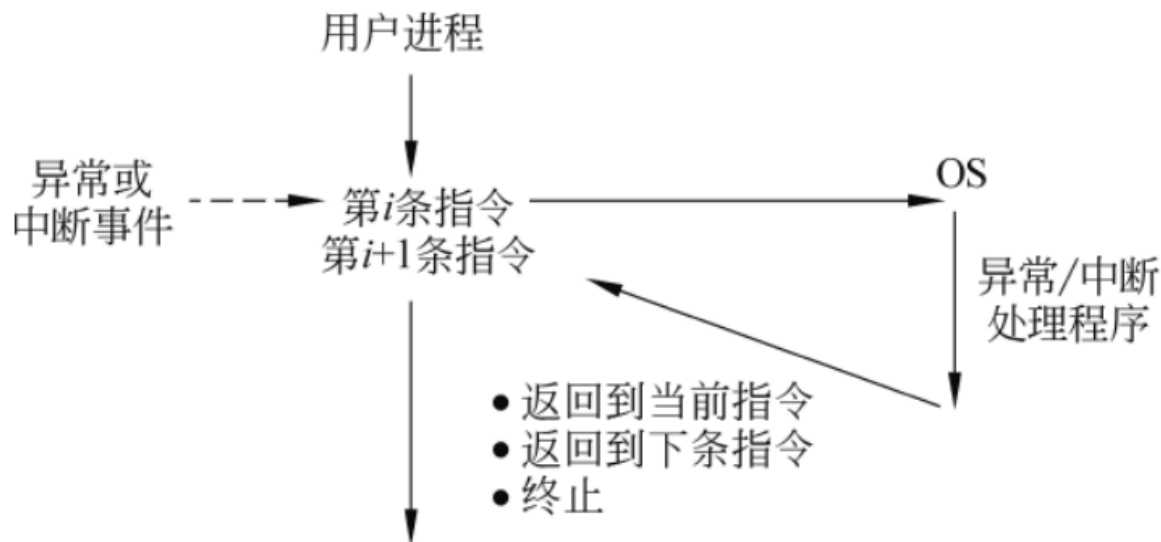 用户进程
异常或
中断事件
第i条指令
第i+1条指令
OS
异常/中断
处理程序
● 返回到当前指令
● 返回到下条指令
● 终止